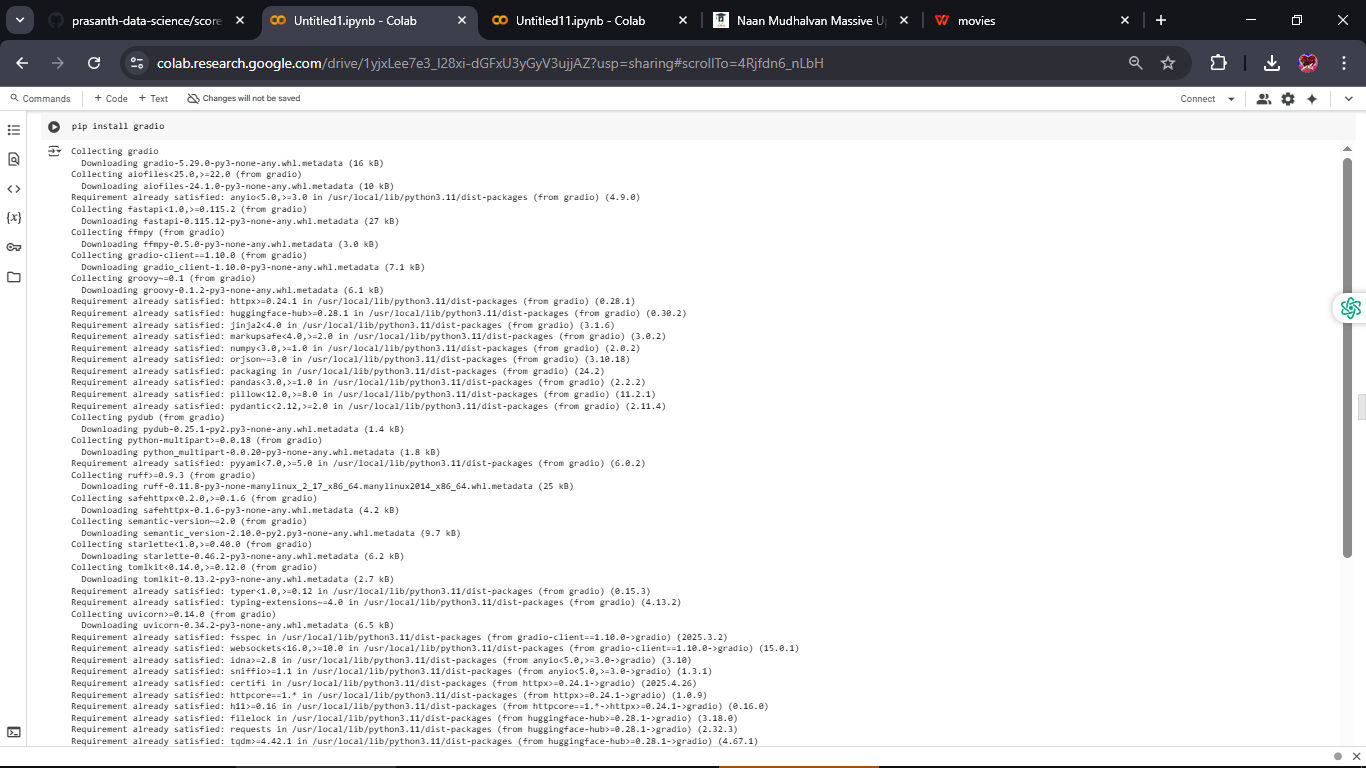 prasanth-data-science/score
Untitled1.ipynb - Colab
Untitled11.ipynb - Colab
Naan Mudhalvan Massive U
movies
colab.research.google.com/drive/1yjxLee7e3_I28xi-dGFxU3yGyV3ujjAZ?usp=sharing#scrollTo=4Rjfdn6_nLbH
Commands + Code + Text Changes will not be saved Connect
pip install gradio
Collecting gradio
Downloading gradio-5.29.0-py3-none-any.whl.metadata (16 kB)
Collecting aiofiles<25.0,>=22.0 (from gradio)
Downloading aiofiles-24.1.0-py3-none-any.whl.metadata (10 kB)
Requirement already satisfied: anyio<5.0,>=3.0 in /usr/local/lib/python3.11/dist-packages (from gradio) (4.9.0)
Collecting fastapi<1.0,>=0.115.2 (from gradio)
Downloading fastapi-0.115.12-py3-none-any.whl.metadata (27 kB)
Collecting ffmpy (from gradio)
Downloading ffmpy-0.5.0-py3-none-any.whl.metadata (3.0 kB)
Collecting gradio-client==1.10.0 (from gradio)
Downloading gradio_client-1.10.0-py3-none-any.whl.metadata (7.1 kB)
Collecting groovy~=0.1 (from gradio)
Downloading groovy-0.1.2-py3-none-any.whl.metadata (6.1 kB)
Requirement already satisfied: httpx>=0.24.1 in /usr/local/lib/python3.11/dist-packages (from gradio) (0.28.1)
Requirement already satisfied: huggingface-hub>=0.28.1 in /usr/local/lib/python3.11/dist-packages (from gradio) (0.30.2)
Requirement already satisfied: jinja2<4.0 in /usr/local/lib/python3.11/dist-packages (from gradio) (3.1.6)
Requirement already satisfied: markupsafe<4.0,>=2.0 in /usr/local/lib/python3.11/dist-packages (from gradio) (3.0.2)
Requirement already satisfied: numpy<3.0,>=1.0 in /usr/local/lib/python3.11/dist-packages (from gradio) (2.0.2)
Requirement already satisfied: orjson~=3.0 in /usr/local/lib/python3.11/dist-packages (from gradio) (3.10.18)
Requirement already satisfied: packaging in /usr/local/lib/python3.11/dist-packages (from gradio) (24.2)
Requirement already satisfied: pandas<3.0,>=1.0 in /usr/local/lib/python3.11/dist-packages (from gradio) (2.2.2)
Requirement already satisfied: pillow<12.0,>=8.0 in /usr/local/lib/python3.11/dist-packages (from gradio) (11.2.1)
Requirement already satisfied: pydantic<2.12,>=2.0 in /usr/local/lib/python3.11/dist-packages (from gradio) (2.11.4)
Collecting pydub (from gradio)
Downloading pydub-0.25.1-py2.py3-none-any.whl.metadata (1.4 kB)
Collecting python-multipart>=0.0.18 (from gradio)
Downloading python_multipart-0.0.20-py3-none-any.whl.metadata (1.8 kB)
Requirement already satisfied: pyyaml<7.0,>=5.0 in /usr/local/lib/python3.11/dist-packages (from gradio) (6.0.2)
Collecting ruff>=0.9.3 (from gradio)
Downloading ruff-0.11.8-py3-none-manylinux_2_17_x86_64.manylinux2014_x86_64.whl.metadata (25 kB)
Collecting safehttpx<0.2.0,>=0.1.6 (from gradio)
Downloading safehttpx-0.1.6-py3-none-any.whl.metadata (4.2 kB)
Collecting semantic-version~=2.0 (from gradio)
Downloading semantic_version-2.10.0-py2.py3-none-any.whl.metadata (9.7 kB)
Collecting starlette<1.0,>=0.40.0 (from gradio)
Downloading starlette-0.46.2-py3-none-any.whl.metadata (6.2 kB)
Collecting tomlkit<0.14.0,>=0.12.0 (from gradio)
Downloading tomlkit-0.13.2-py3-none-any.whl.metadata (2.7 kB)
Requirement already satisfied: typer<1.0,>=0.12 in /usr/local/lib/python3.11/dist-packages (from gradio) (0.15.3)
Requirement already satisfied: typing-extensions~=4.0 in /usr/local/lib/python3.11/dist-packages (from gradio) (4.13.2)
Collecting uvicorn>=0.14.0 (from gradio)
Downloading uvicorn-0.34.2-py3-none-any.whl.metadata (6.5 kB)
Requirement already satisfied: fsspec in /usr/local/lib/python3.11/dist-packages (from gradio-client==1.10.0->gradio) (2025.3.2)
Requirement already satisfied: websockets<16.0,>=10.0 in /usr/local/lib/python3.11/dist-packages (from gradio-client==1.10.0->gradio) (15.0.1)
Requirement already satisfied: idna>=2.8 in /usr/local/lib/python3.11/dist-packages (from anyio<5.0,>=3.0->gradio) (3.10)
Requirement already satisfied: sniffio>=1.1 in /usr/local/lib/python3.11/dist-packages (from anyio<5.0,>=3.0->gradio) (1.3.1)
Requirement already satisfied: certifi in /usr/local/lib/python3.11/dist-packages (from httpx>=0.24.1->gradio) (2025.4.26)
Requirement already satisfied: httpcore==1.* in /usr/local/lib/python3.11/dist-packages (from httpx>=0.24.1->gradio) (1.0.9)
Requirement already satisfied: h11>=0.16 in /usr/local/lib/python3.11/dist-packages (from httpcore==1.*->httpx>=0.24.1->gradio) (0.16.0)
Requirement already satisfied: filelock in /usr/local/lib/python3.11/dist-packages (from huggingface-hub>=0.28.1->gradio) (3.18.0)
Requirement already satisfied: requests in /usr/local/lib/python3.11/dist-packages (from huggingface-hub>=0.28.1->gradio) (2.32.3)
Requirement already satisfied: tqdm>=4.42.1 in /usr/local/lib/python3.11/dist-packages (from huggingface-hub>=0.28.1->gradio) (4.67.1)